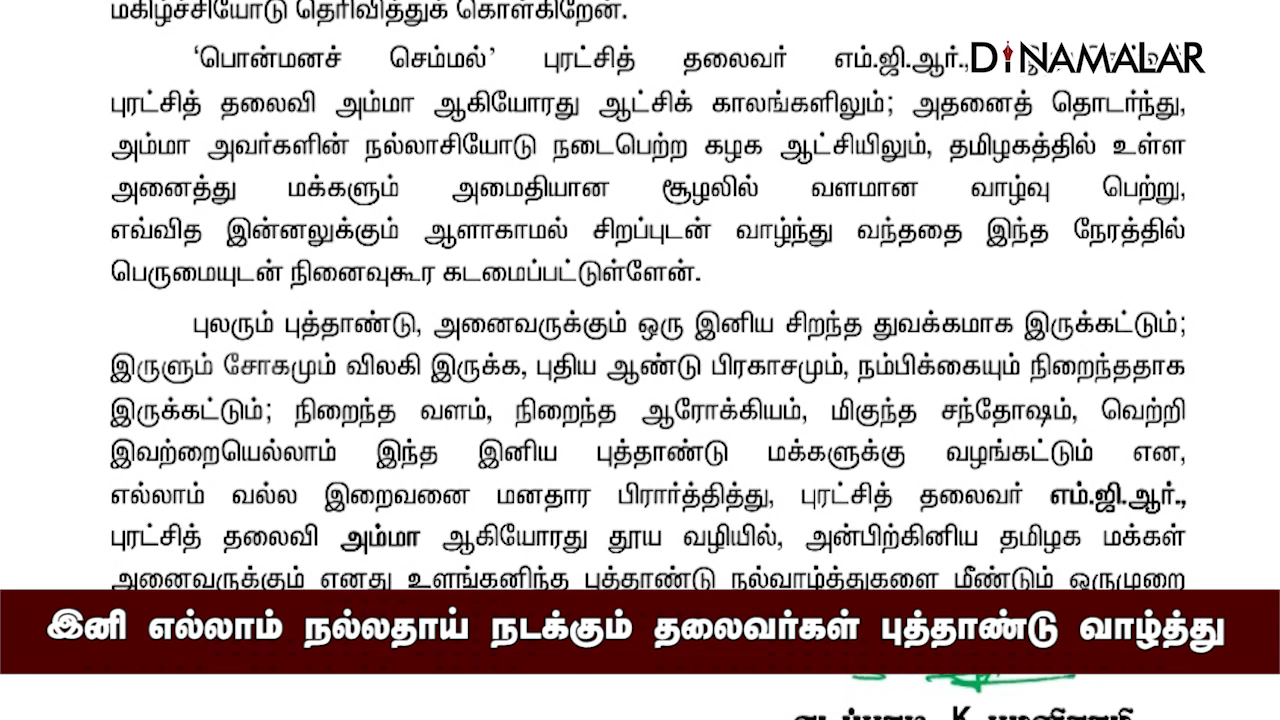 மகிழ்ச்சியோடு தெரிவித்துக் கொள்கிறேன்.
‘பொன்மனச் செம்மல்’ புரட்சித் தலைவர் எம்.ஜி.ஆர்.,
DINAMALAR
புரட்சித் தலைவி அம்மா ஆகியோரது ஆட்சிக் காலங்களிலும்; அதனைத் தொடர்ந்து,
அம்மா அவர்களின் நல்லாசியோடு நடைபெற்ற கழக ஆட்சியிலும், தமிழகத்தில் உள்ள
அனைத்து மக்களும் அமைதியான சூழலில் வளமான வாழ்வு பெற்று,
எவ்வித இன்னலுக்கும் ஆளாகாமல் சிறப்புடன் வாழ்ந்து வந்ததை இந்த நேரத்தில்
பெருமையுடன் நினைவுகூர கடமைப்பட்டுள்ளேன்.
புலரும் புத்தாண்டு, அனைவருக்கும் ஒரு இனிய சிறந்த துவக்கமாக இருக்கட்டும்;
இருளும் சோகமும் விலகி இருக்க, புதிய ஆண்டு பிரகாசமும், நம்பிக்கையும் நிறைந்ததாக
இருக்கட்டும்; நிறைந்த வளம், நிறைந்த ஆரோக்கியம், மிகுந்த சந்தோஷம், வெற்றி
இவற்றையெல்லாம் இந்த இனிய புத்தாண்டு மக்களுக்கு வழங்கட்டும் என,
எல்லாம் வல்ல இறைவனை மனதார பிரார்த்தித்து, புரட்சித் தலைவர் எம்.ஜி.ஆர்.,
புரட்சித் தலைவி அம்மா ஆகியோரது தூய வழியில், அன்பிற்கினிய தமிழக மக்கள்
அனைவருக்கும் எனது உளங்கனிந்த புத்தாண்டு நல்வாழ்த்துகளை மீண்டும் ஒருமுறை
இனி எல்லாம் நல்லதாய் நடக்கும் தலைவர்கள் புத்தாண்டு வாழ்த்து
K